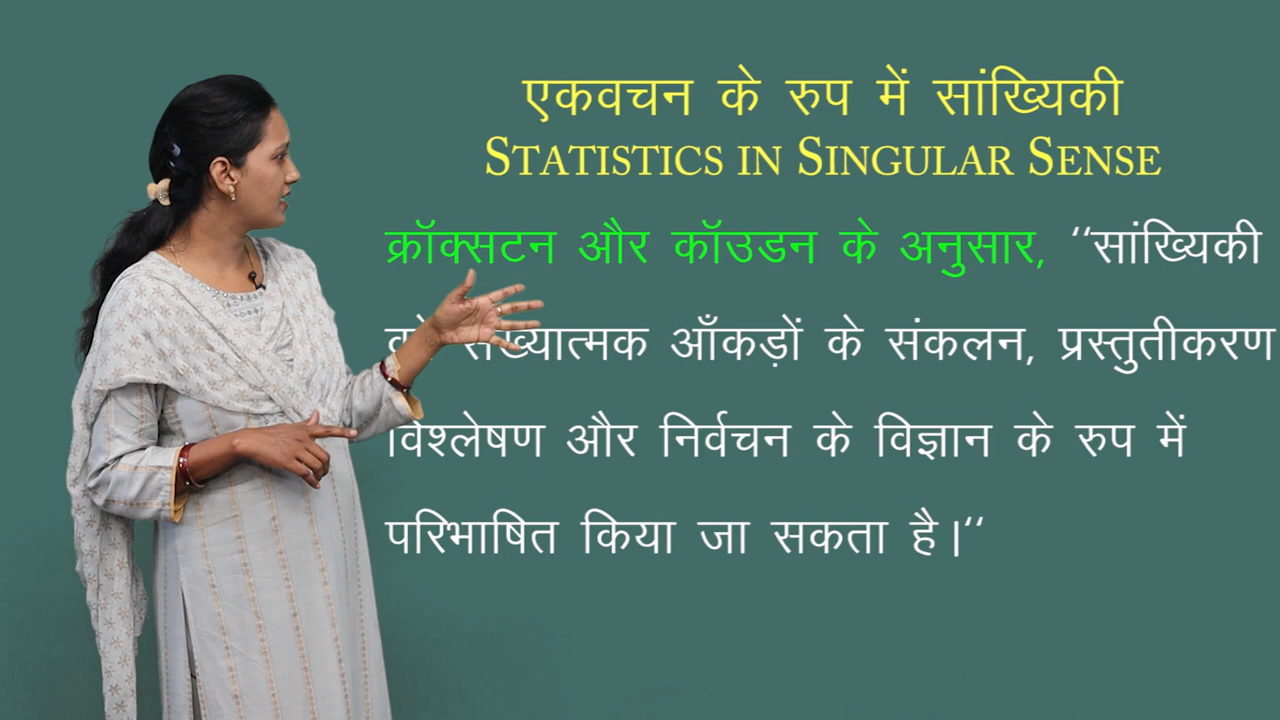 एकवचन के रुप में सांख्यिकी
STATISTICS IN SINGULAR SENSE
क्रॉक्सटन और कॉउडन के अनुसार, ‘‘सांख्यिकी
को संख्यात्मक आँकड़ों के संकलन, प्रस्तुतीकरण
विश्लेषण और निर्वचन के विज्ञान के रुप में
परिभाषित किया जा सकता है।‘‘